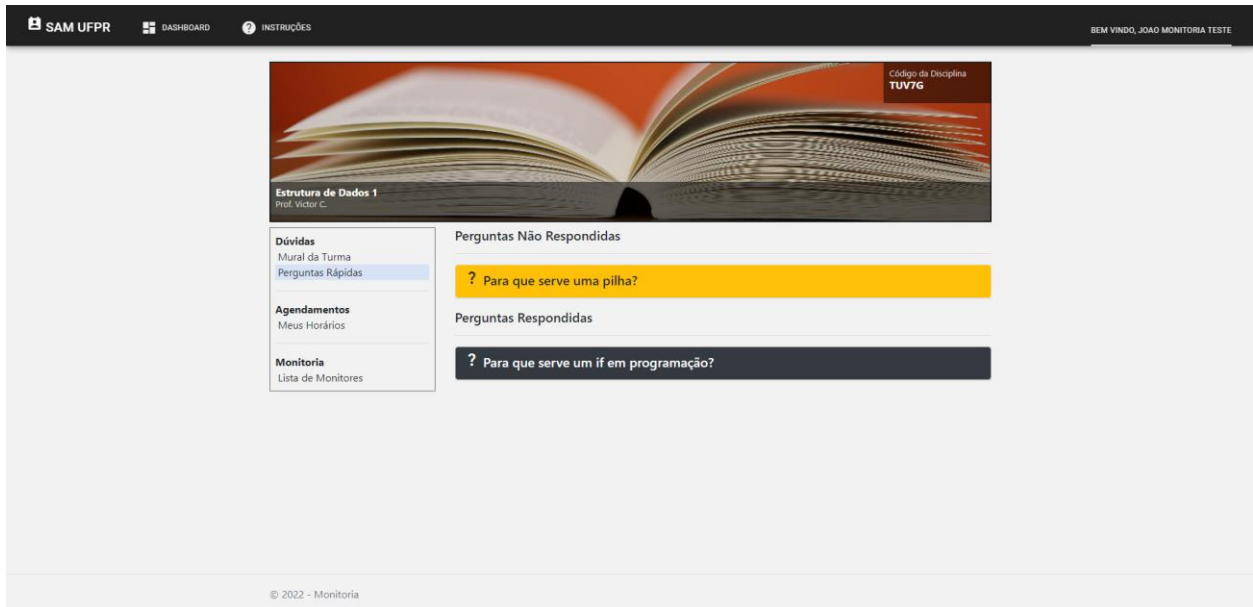 SAM UFPR
DASHBOARD
INSTRUÇÕES
BEM VINDO, JOAO MONITORIA TESTE
Código da Disciplina
TUV7G
Estrutura de Dados 1
Prof. Victor C.
Dúvidas
Mural da Turma
Perguntas Rápidas
Agendamentos
Meus Horários
Monitoria
Lista de Monitores
Perguntas Não Respondidas
? Para que serve uma pilha?
Perguntas Respondidas
? Para que serve um if em programação?
© 2022 - Monitoria